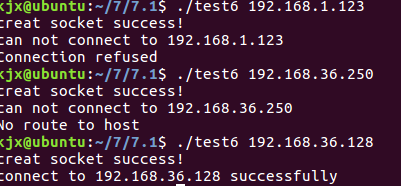 kjx@ubuntu:~/7/7.1$ ./test6 192.168.1.123
creat socket success!
can not connect to 192.168.1.123
Connection refused
kjx@ubuntu:~/7/7.1$ ./test6 192.168.36.250
creat socket success!
can not connect to 192.168.36.250
No route to host
kjx@ubuntu:~/7/7.1$ ./test6 192.168.36.128
creat socket success!
connect to 192.168.36.128 successfully